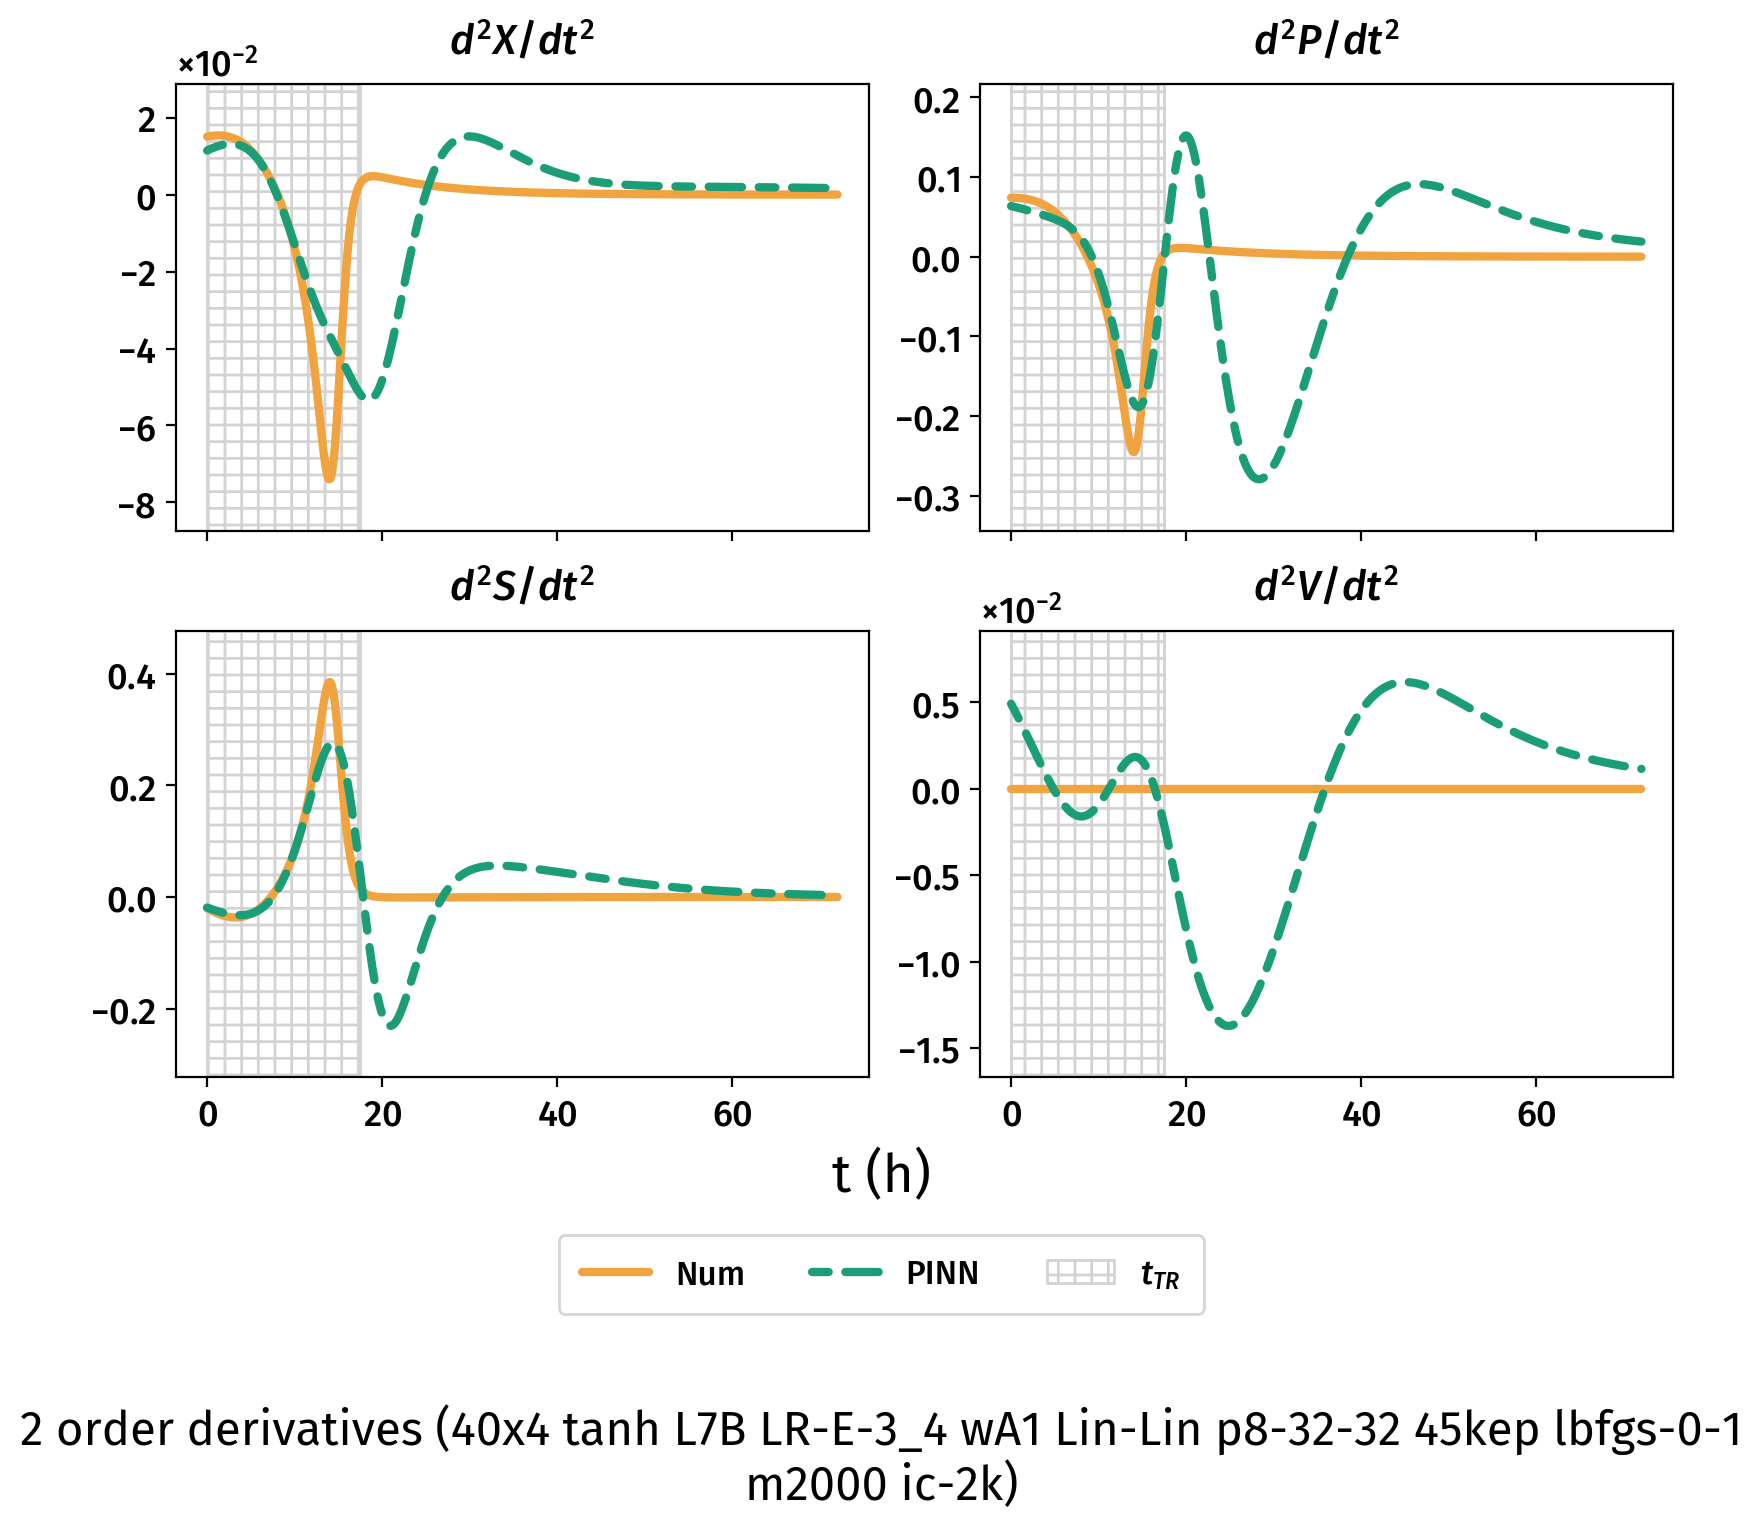 d²X/dt²
d²P/dt²
×10⁻²
2
0
−2
−4
−6
−8
0.2
0.1
0.0
−0.1
−0.2
−0.3
d²S/dt²
d²V/dt²
0.4
0.2
0.0
−0.2
×10⁻²
0.5
0.0
−0.5
−1.0
−1.5
0 20 40 60
0 20 40 60
t (h)
Num PINN t_TR
2 order derivatives (40x4 tanh L7B LR-E-3_4 wA1 Lin-Lin p8-32-32 45kep lbfgs-0-1
m2000 ic-2k)